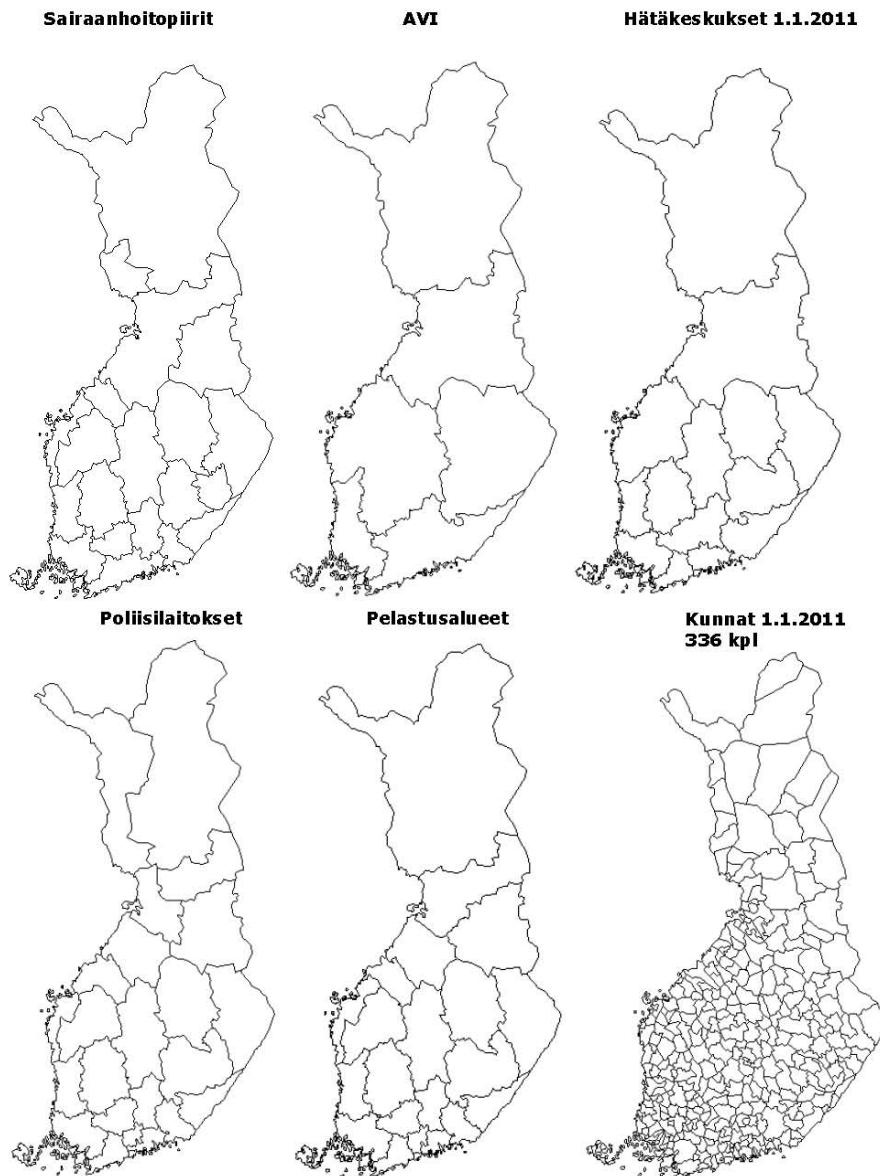 Sairaanhoitopiirit
AVI
Hätäkeskukset 1.1.2011
Poliisilaitokset
Pelastusalueet
Kunnat 1.1.2011
336 kpl